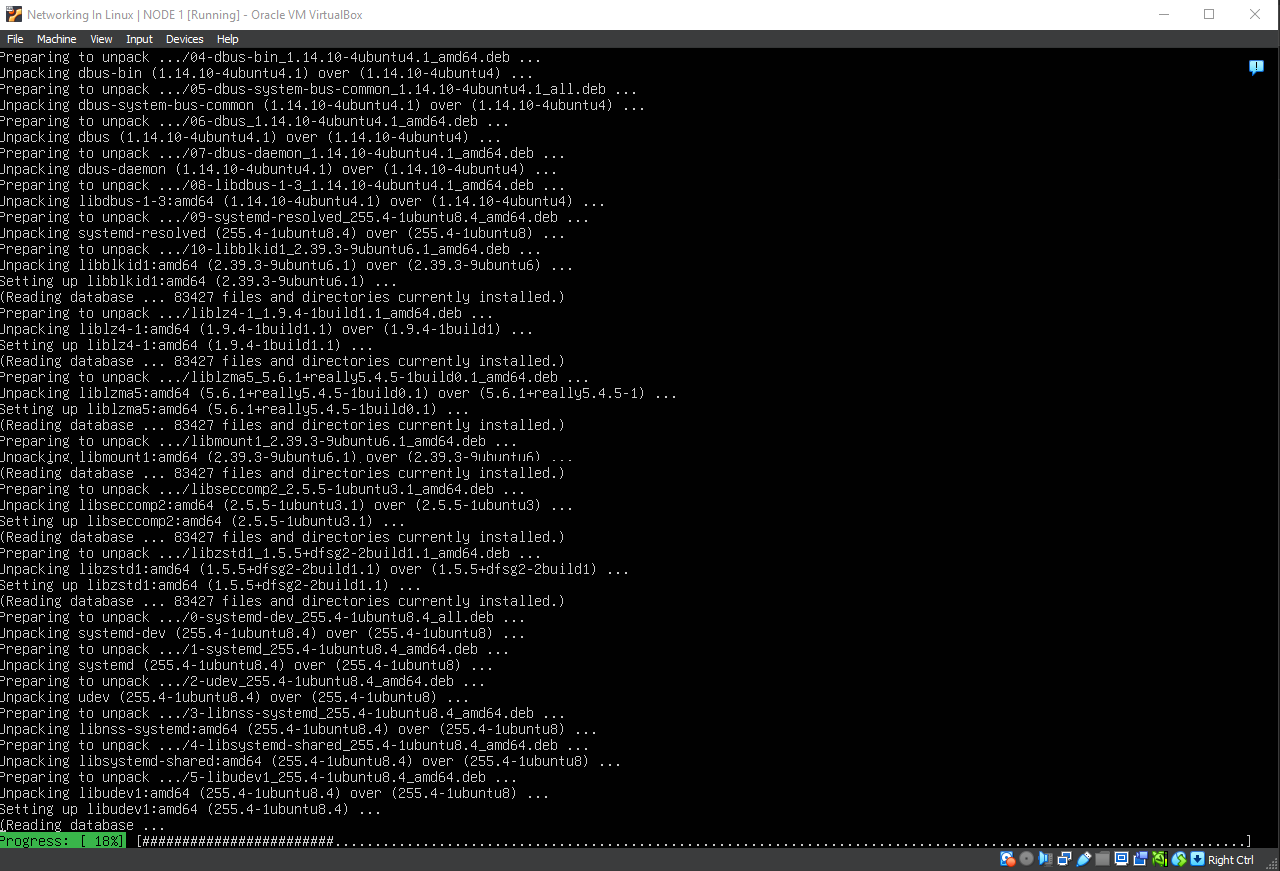 Networking In Linux | NODE 1 [Running] - Oracle VM VirtualBox
File Machine View Input Devices Help
Preparing to unpack .../04-dbus-bin_1.14.10-4ubuntu4.1_amd64.deb ...
Unpacking dbus-bin (1.14.10-4ubuntu4.1) over (1.14.10-4ubuntu4) ...
Preparing to unpack .../05-dbus-system-bus-common_1.14.10-4ubuntu4.1_all.deb ...
Unpacking dbus-system-bus-common (1.14.10-4ubuntu4.1) over (1.14.10-4ubuntu4) ...
Preparing to unpack .../06-dbus_1.14.10-4ubuntu4.1_amd64.deb ...
Unpacking dbus (1.14.10-4ubuntu4.1) over (1.14.10-4ubuntu4) ...
Preparing to unpack .../07-dbus-daemon_1.14.10-4ubuntu4.1_amd64.deb ...
Unpacking dbus-daemon (1.14.10-4ubuntu4.1) over (1.14.10-4ubuntu4) ...
Preparing to unpack .../08-libdbus-1-3_1.14.10-4ubuntu4.1_amd64.deb ...
Unpacking libdbus-1-3:amd64 (1.14.10-4ubuntu4.1) over (1.14.10-4ubuntu4) ...
Preparing to unpack .../09-systemd-resolved_255.4-1ubuntu8.4_amd64.deb ...
Unpacking systemd-resolved (255.4-1ubuntu8.4) over (255.4-1ubuntu8) ...
Preparing to unpack .../10-libblkid1_2.39.3-9ubuntu6.1_amd64.deb ...
Unpacking libblkid1:amd64 (2.39.3-9ubuntu6.1) over (2.39.3-9ubuntu6) ...
Setting up libblkid1:amd64 (2.39.3-9ubuntu6.1) ...
(Reading database ... 83427 files and directories currently installed.)
Preparing to unpack .../liblz4-1_1.9.4-1build1.1_amd64.deb ...
Unpacking liblz4-1:amd64 (1.9.4-1build1.1) over (1.9.4-1build1) ...
Setting up liblz4-1:amd64 (1.9.4-1build1.1) ...
(Reading database ... 83427 files and directories currently installed.)
Preparing to unpack .../liblzma5_5.6.1+really5.4.5-1build0.1_amd64.deb ...
Unpacking liblzma5:amd64 (5.6.1+really5.4.5-1build0.1) over (5.6.1+really5.4.5-1) ...
Setting up liblzma5:amd64 (5.6.1+really5.4.5-1build0.1) ...
(Reading database ... 83427 files and directories currently installed.)
Preparing to unpack .../libmount1_2.39.3-9ubuntu6.1_amd64.deb ...
Unpacking libmount1:amd64 (2.39.3-9ubuntu6.1) over (2.39.3-9ubuntu6) ...
(Reading database ... 83427 files and directories currently installed.)
Preparing to unpack .../libseccomp2_2.5.5-1ubuntu3.1_amd64.deb ...
Unpacking libseccomp2:amd64 (2.5.5-1ubuntu3.1) over (2.5.5-1ubuntu3) ...
Setting up libseccomp2:amd64 (2.5.5-1ubuntu3.1) ...
(Reading database ... 83427 files and directories currently installed.)
Preparing to unpack .../libzstd1_1.5.5+dfsg2-2build1.1_amd64.deb ...
Unpacking libzstd1:amd64 (1.5.5+dfsg2-2build1.1) over (1.5.5+dfsg2-2build1) ...
Setting up libzstd1:amd64 (1.5.5+dfsg2-2build1.1) ...
(Reading database ... 83427 files and directories currently installed.)
Preparing to unpack .../0-systemd-dev_255.4-1ubuntu8.4_all.deb ...
Unpacking systemd-dev (255.4-1ubuntu8.4) over (255.4-1ubuntu8) ...
Preparing to unpack .../1-systemd_255.4-1ubuntu8.4_amd64.deb ...
Unpacking systemd (255.4-1ubuntu8.4) over (255.4-1ubuntu8) ...
Preparing to unpack .../2-udev_255.4-1ubuntu8.4_amd64.deb ...
Unpacking udev (255.4-1ubuntu8.4) over (255.4-1ubuntu8) ...
Preparing to unpack .../3-libnss-systemd_255.4-1ubuntu8.4_amd64.deb ...
Unpacking libnss-systemd:amd64 (255.4-1ubuntu8.4) over (255.4-1ubuntu8) ...
Preparing to unpack .../4-libsystemd-shared_255.4-1ubuntu8.4_amd64.deb ...
Unpacking libsystemd-shared:amd64 (255.4-1ubuntu8.4) over (255.4-1ubuntu8) ...
Preparing to unpack .../5-libudev1_255.4-1ubuntu8.4_amd64.deb ...
Unpacking libudev1:amd64 (255.4-1ubuntu8.4) over (255.4-1ubuntu8) ...
Setting up libudev1:amd64 (255.4-1ubuntu8.4) ...
(Reading database ...
Progress: [ 18%] [########################....................................................................................................................]
Right Ctrl